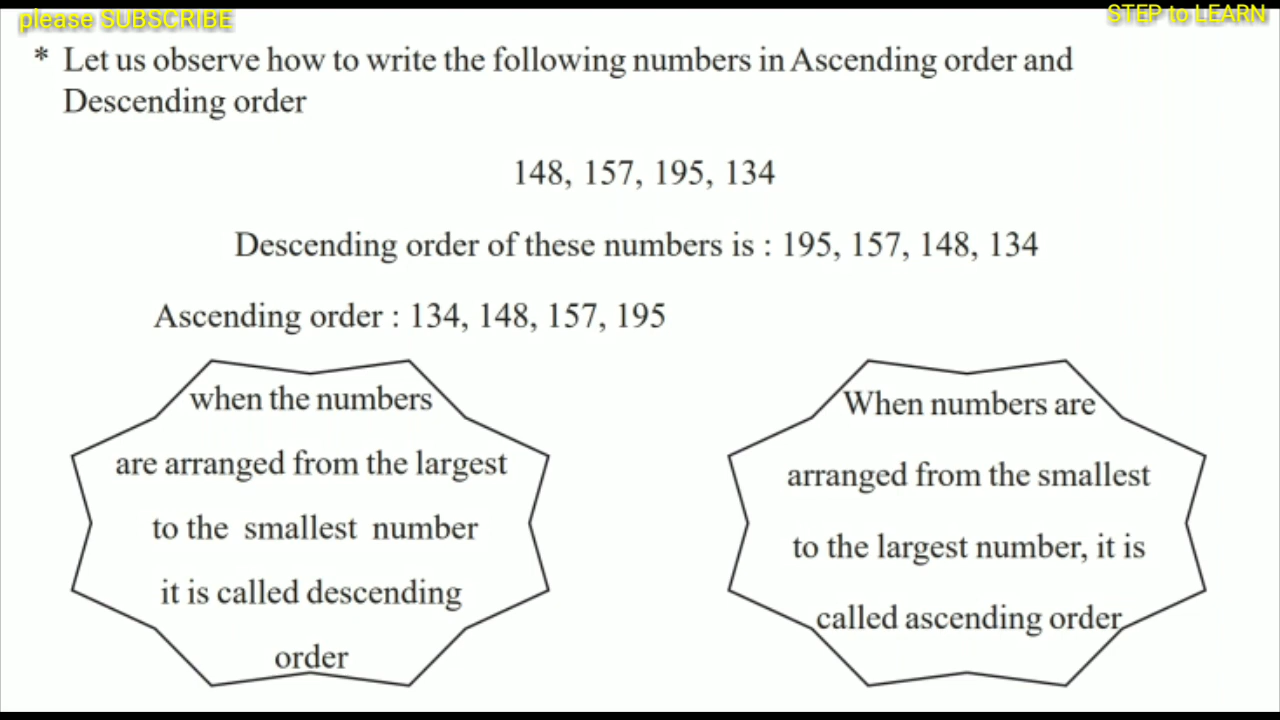 please SUBSCRIBE
STEP to LEARN
* Let us observe how to write the following numbers in Ascending order and
Descending order
148, 157, 195, 134
Descending order of these numbers is : 195, 157, 148, 134
Ascending order : 134, 148, 157, 195
when the numbers
are arranged from the largest
to the smallest number
it is called descending
order
When numbers are
arranged from the smallest
to the largest number, it is
called ascending order